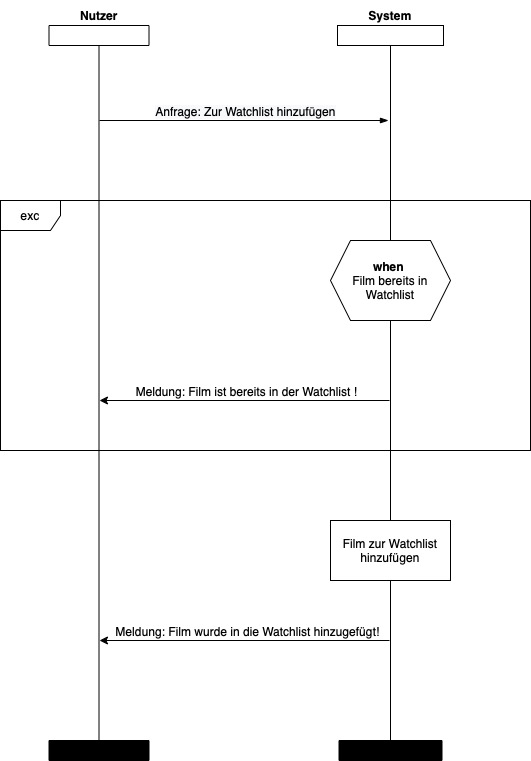 Nutzer
System
Anfrage: Zur Watchlist hinzufügen
exc
when
Film bereits in
Watchlist
Meldung: Film ist bereits in der Watchlist !
Film zur Watchlist
hinzufügen
Meldung: Film wurde in die Watchlist hinzugefügt!